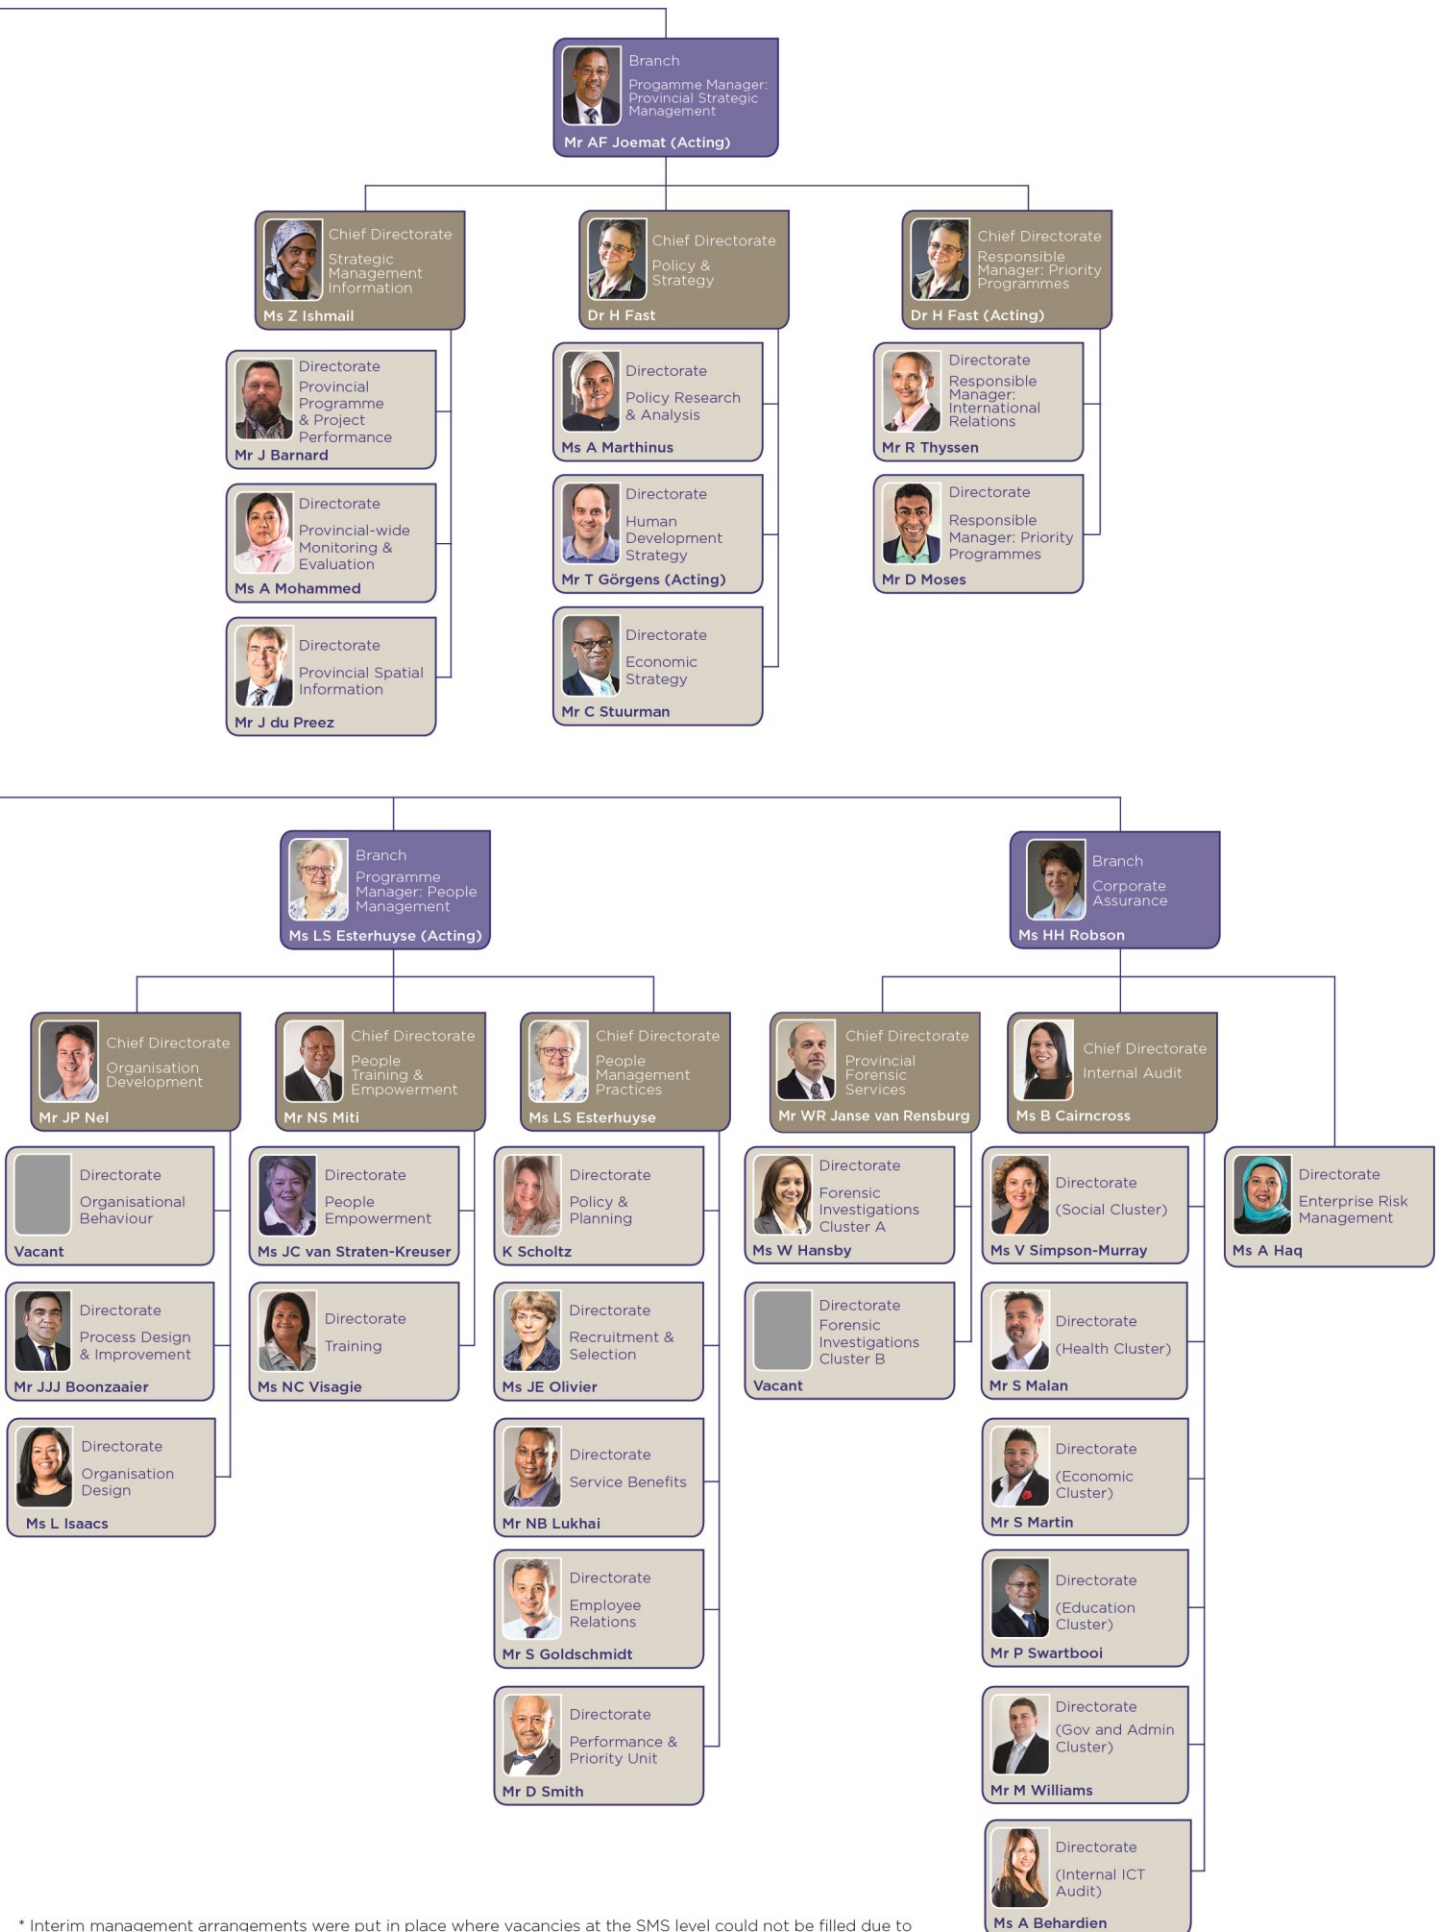 Branch
Progamme Manager:
Provincial Strategic
Management
Mr AF Joemat (Acting)
Chief Directorate
Strategic
Management
Information
Ms Z Ishmail
Chief Directorate
Policy &
Strategy
Dr H Fast
Chief Directorate
Responsible
Manager: Priority
Programmes
Dr H Fast (Acting)
Directorate
Provincial
Programme
& Project
Performance
Mr J Barnard
Directorate
Policy Research
& Analysis
Ms A Marthinus
Directorate
Responsible
Manager:
International
Relations
Mr R Thyssen
Directorate
Provincial-wide
Monitoring &
Evaluation
Ms A Mohammed
Directorate
Human
Development
Strategy
Mr T Görgens (Acting)
Directorate
Responsible
Manager: Priority
Programmes
Mr D Moses
Directorate
Provincial Spatial
Information
Mr J du Preez
Directorate
Economic
Strategy
Mr C Stuurman
Branch
Programme
Manager: People
Management
Ms LS Esterhuyse (Acting)
Branch
Corporate
Assurance
Ms HH Robson
Chief Directorate
Organisation
Development
Mr JP Nel
Chief Directorate
People
Training &
Empowerment
Mr NS Miti
Chief Directorate
People
Management
Practices
Ms LS Esterhuyse
Chief Directorate
Provincial
Forensic
Services
Mr WR Janse van Rensburg
Chief Directorate
Internal Audit
Ms B Cairncross
Directorate
Organisational
Behaviour
Vacant
Directorate
People
Empowerment
Ms JC van Straten-Kreuser
Directorate
Policy &
Planning
K Scholtz
Directorate
Forensic
Investigations
Cluster A
Ms W Hansby
Directorate
(Social Cluster)
Ms V Simpson-Murray
Directorate
Enterprise Risk
Management
Ms A Haq
Directorate
Process Design
& Improvement
Mr JJJ Boonzaaier
Directorate
Training
Ms NC Visagie
Directorate
Recruitment &
Selection
Ms JE Olivier
Directorate
Forensic
Investigations
Cluster B
Vacant
Directorate
(Health Cluster)
Mr S Malan
Directorate
Organisation
Design
Ms L Isaacs
Directorate
Service Benefits
Mr NB Lukhai
Directorate
(Economic
Cluster)
Mr S Martin
Directorate
Employee
Relations
Mr S Goldschmidt
Directorate
(Education
Cluster)
Mr P Swartbooi
Directorate
Performance &
Priority Unit
Mr D Smith
Directorate
(Gov and Admin
Cluster)
Mr M Williams
Directorate
(Internal ICT
Audit)
Ms A Behardien
* Interim management arrangements were put in place where vacancies at the SMS level could not be filled due to